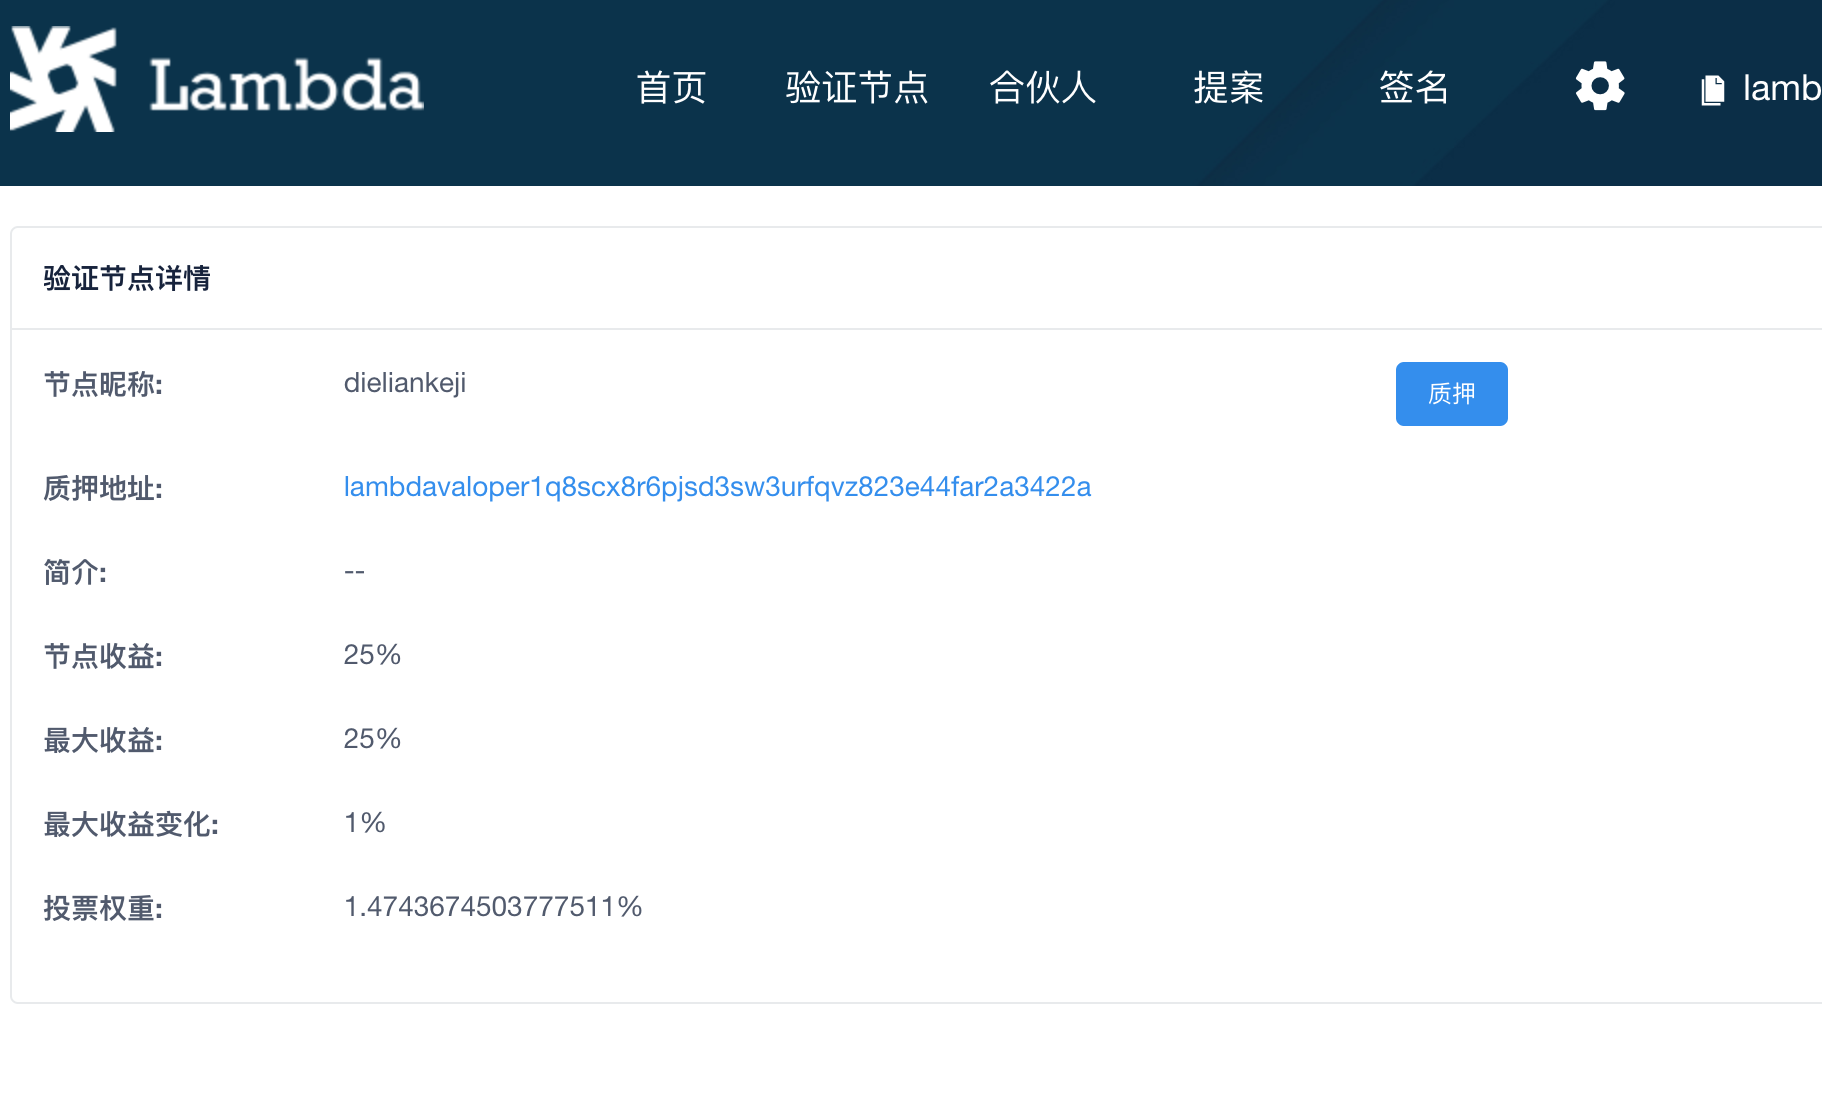 Lambda
首页 验证节点 合伙人 提案 签名 lamb
验证节点详情
节点昵称: dieliankeji
质押
质押地址: lambdavaloper1q8scx8r6pjsd3sw3urfqvz823e44far2a3422a
简介: --
节点收益: 25%
最大收益: 25%
最大收益变化: 1%
投票权重: 1.4743674503777511%